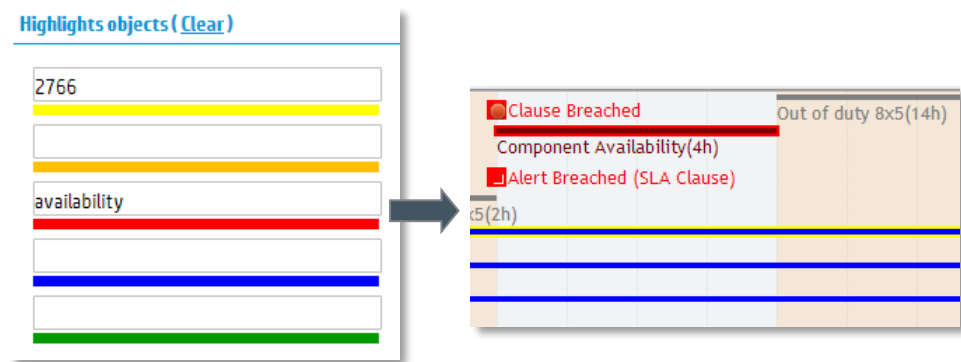 Highlights objects ( Clear )
2766
availability
Clause Breached
Out of duty 8x5(14h)
Component Availability(4h)
Alert Breached (SLA Clause)
x5(2h)